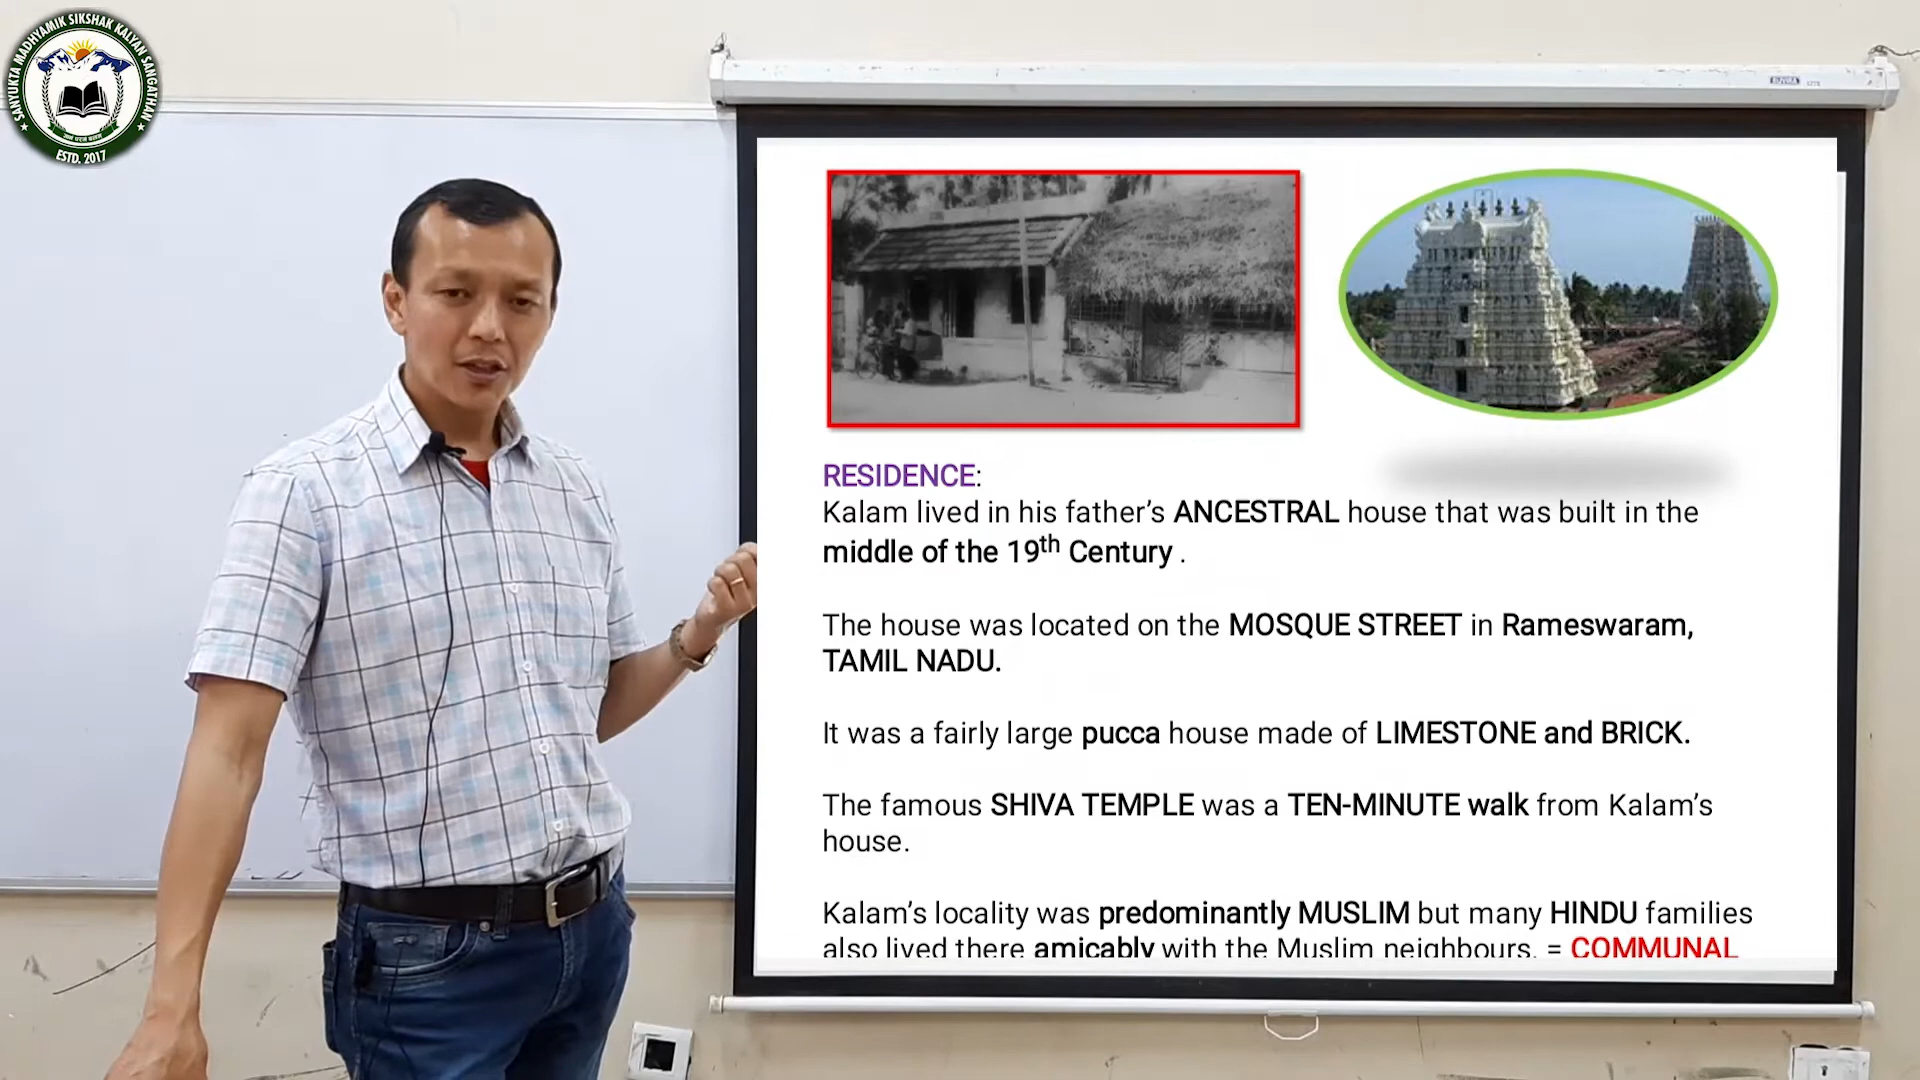 SANYUKTA MADHYAMIK SIKSHAK KALYAN SANGATHAN
ESTD. 2017
RESIDENCE:
Kalam lived in his father's ANCESTRAL house that was built in the
middle of the 19th Century .
The house was located on the MOSQUE STREET in Rameswaram,
TAMIL NADU.
It was a fairly large pucca house made of LIMESTONE and BRICK.
The famous SHIVA TEMPLE was a TEN-MINUTE walk from Kalam's
house.
Kalam's locality was predominantly MUSLIM but many HINDU families
also lived there amicably with the Muslim neighbours. = COMMUNAL